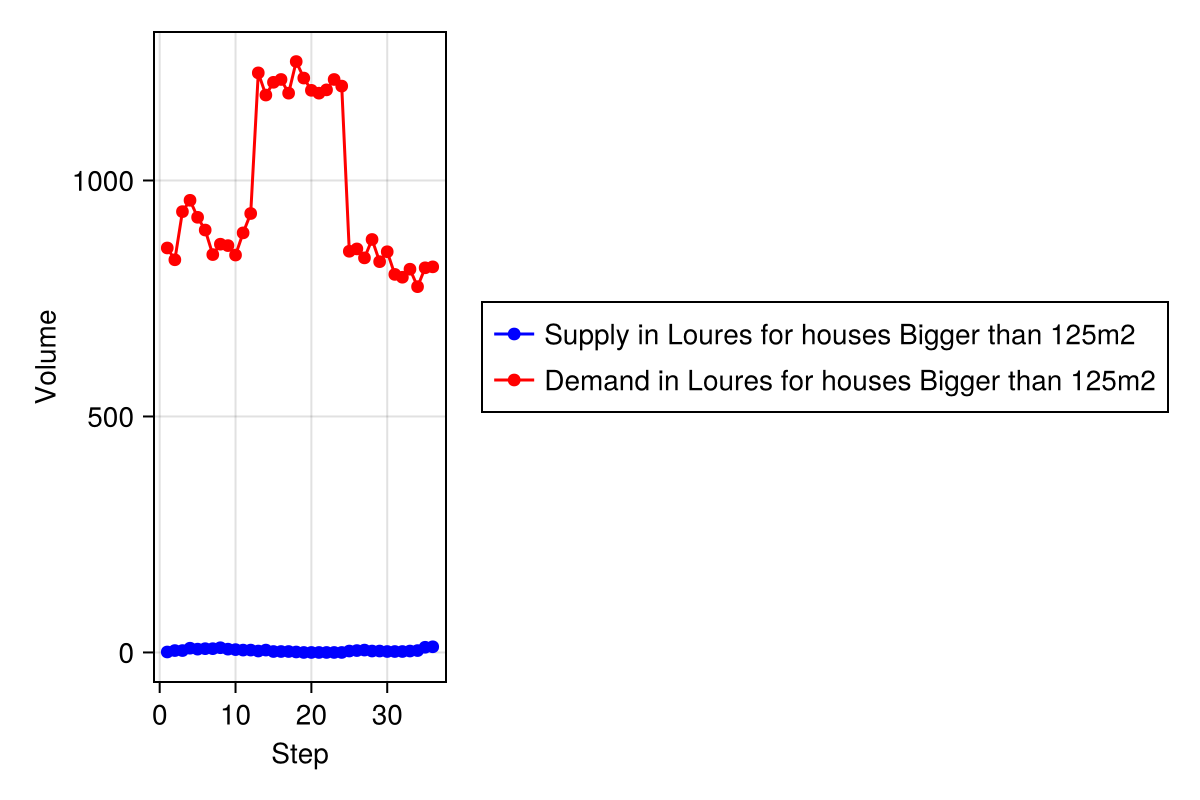 Volume
1000
500
0
0 10 20 30
Step
Supply in Loures for houses Bigger than 125m2
Demand in Loures for houses Bigger than 125m2